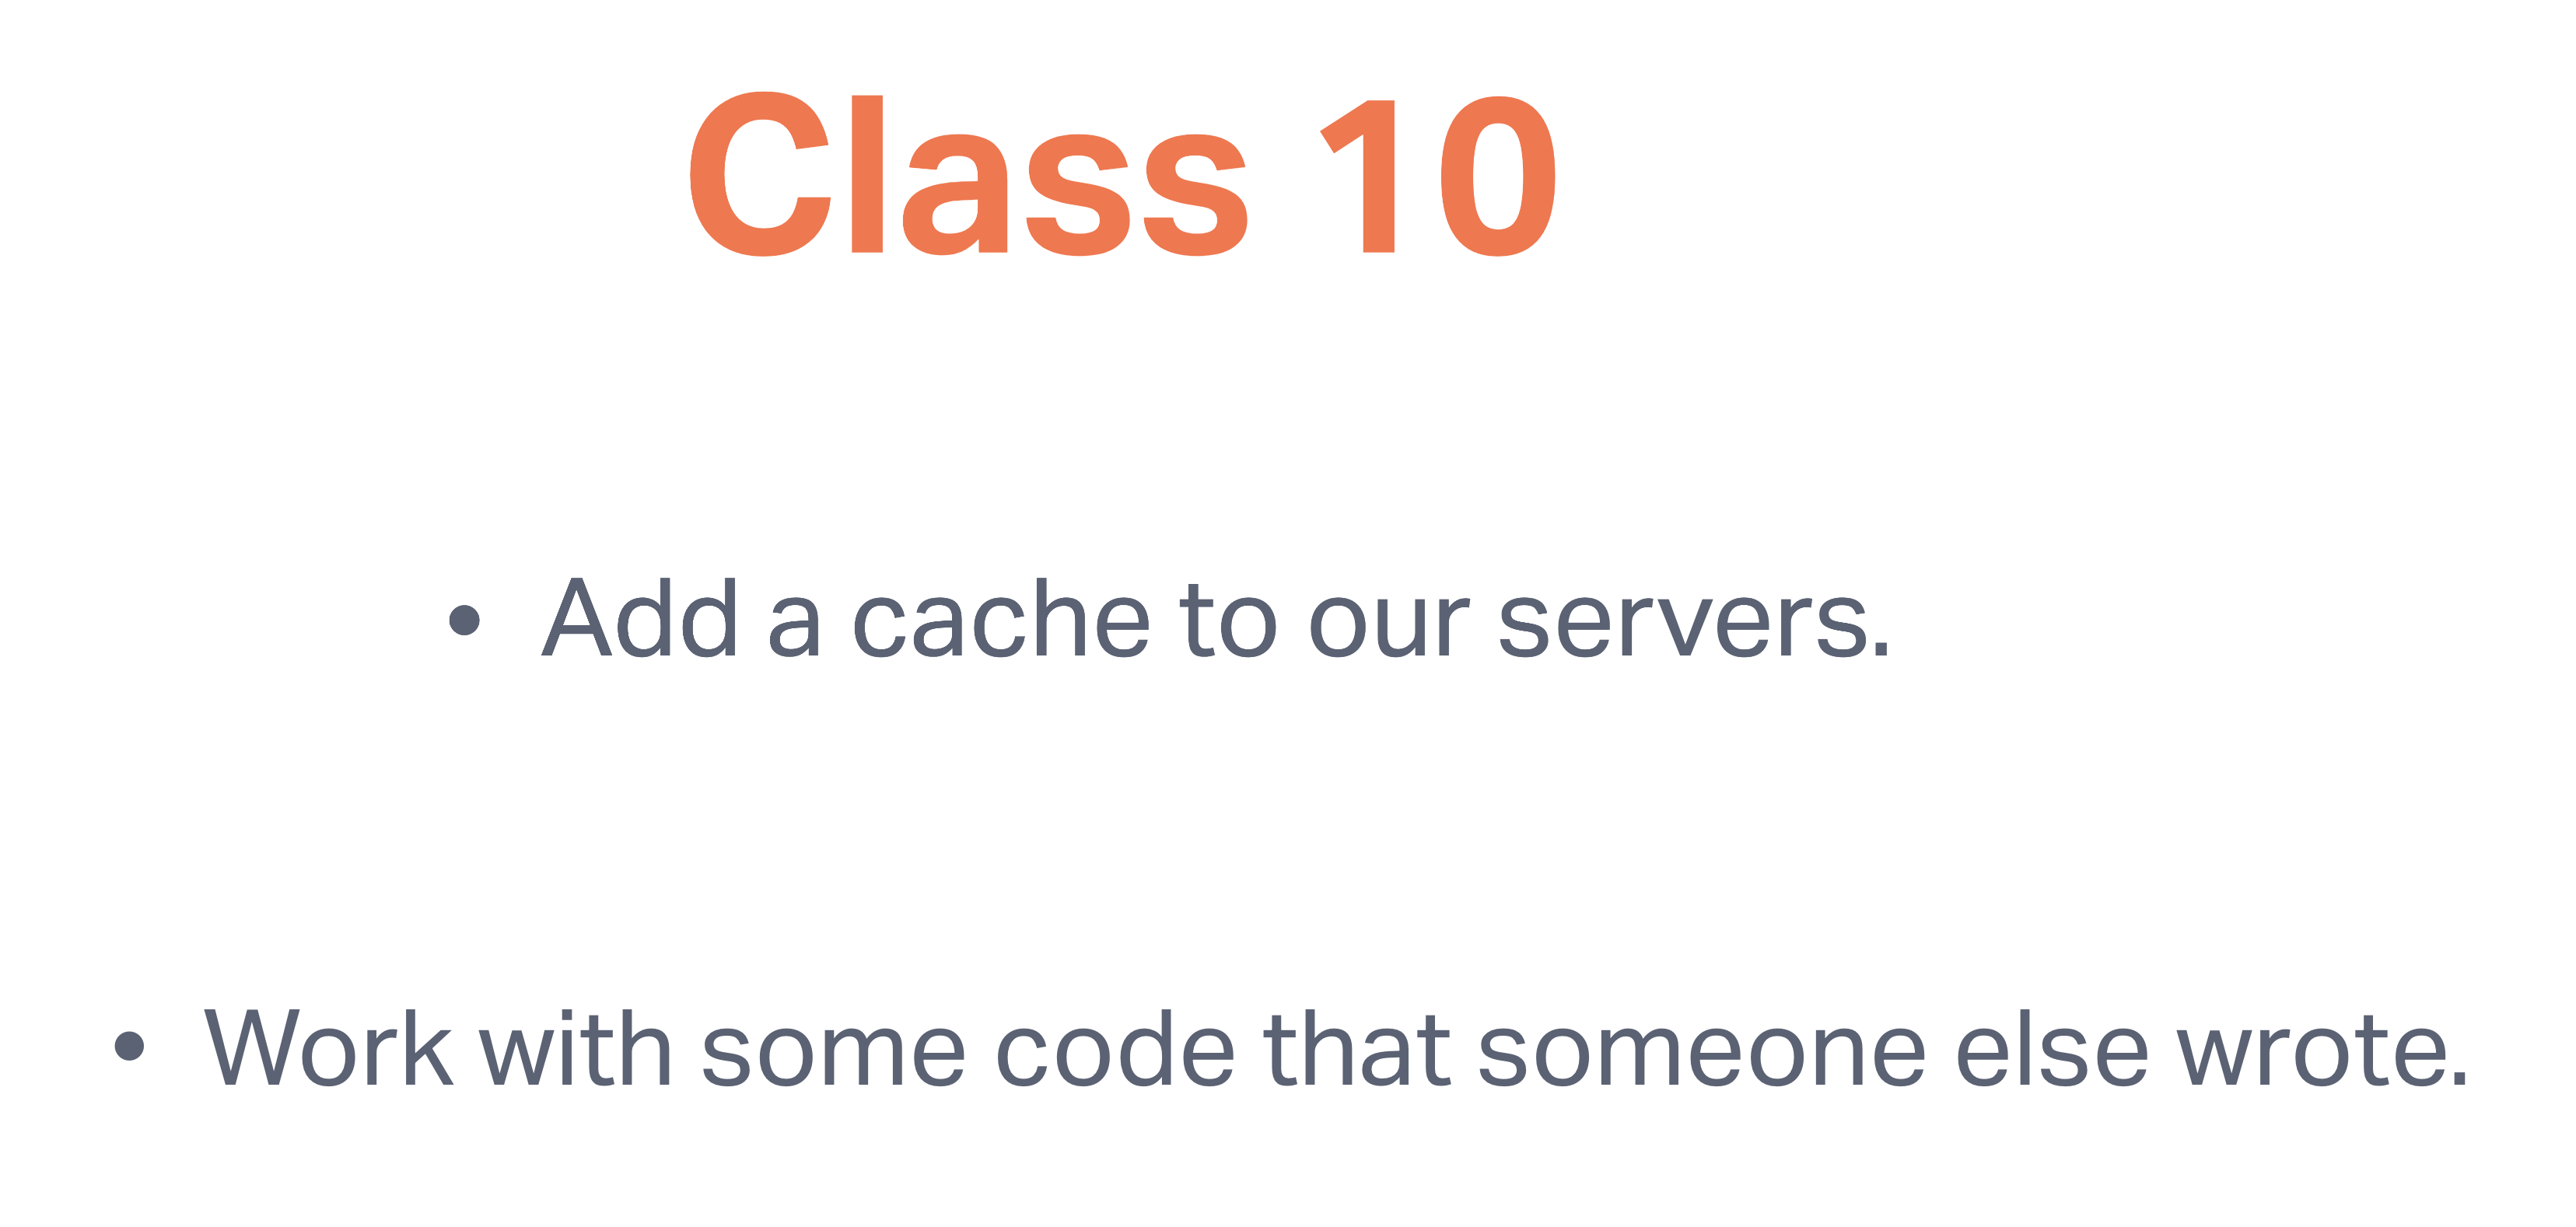 Class 10
• Add a cache to our servers.
• Work with some code that someone else wrote.